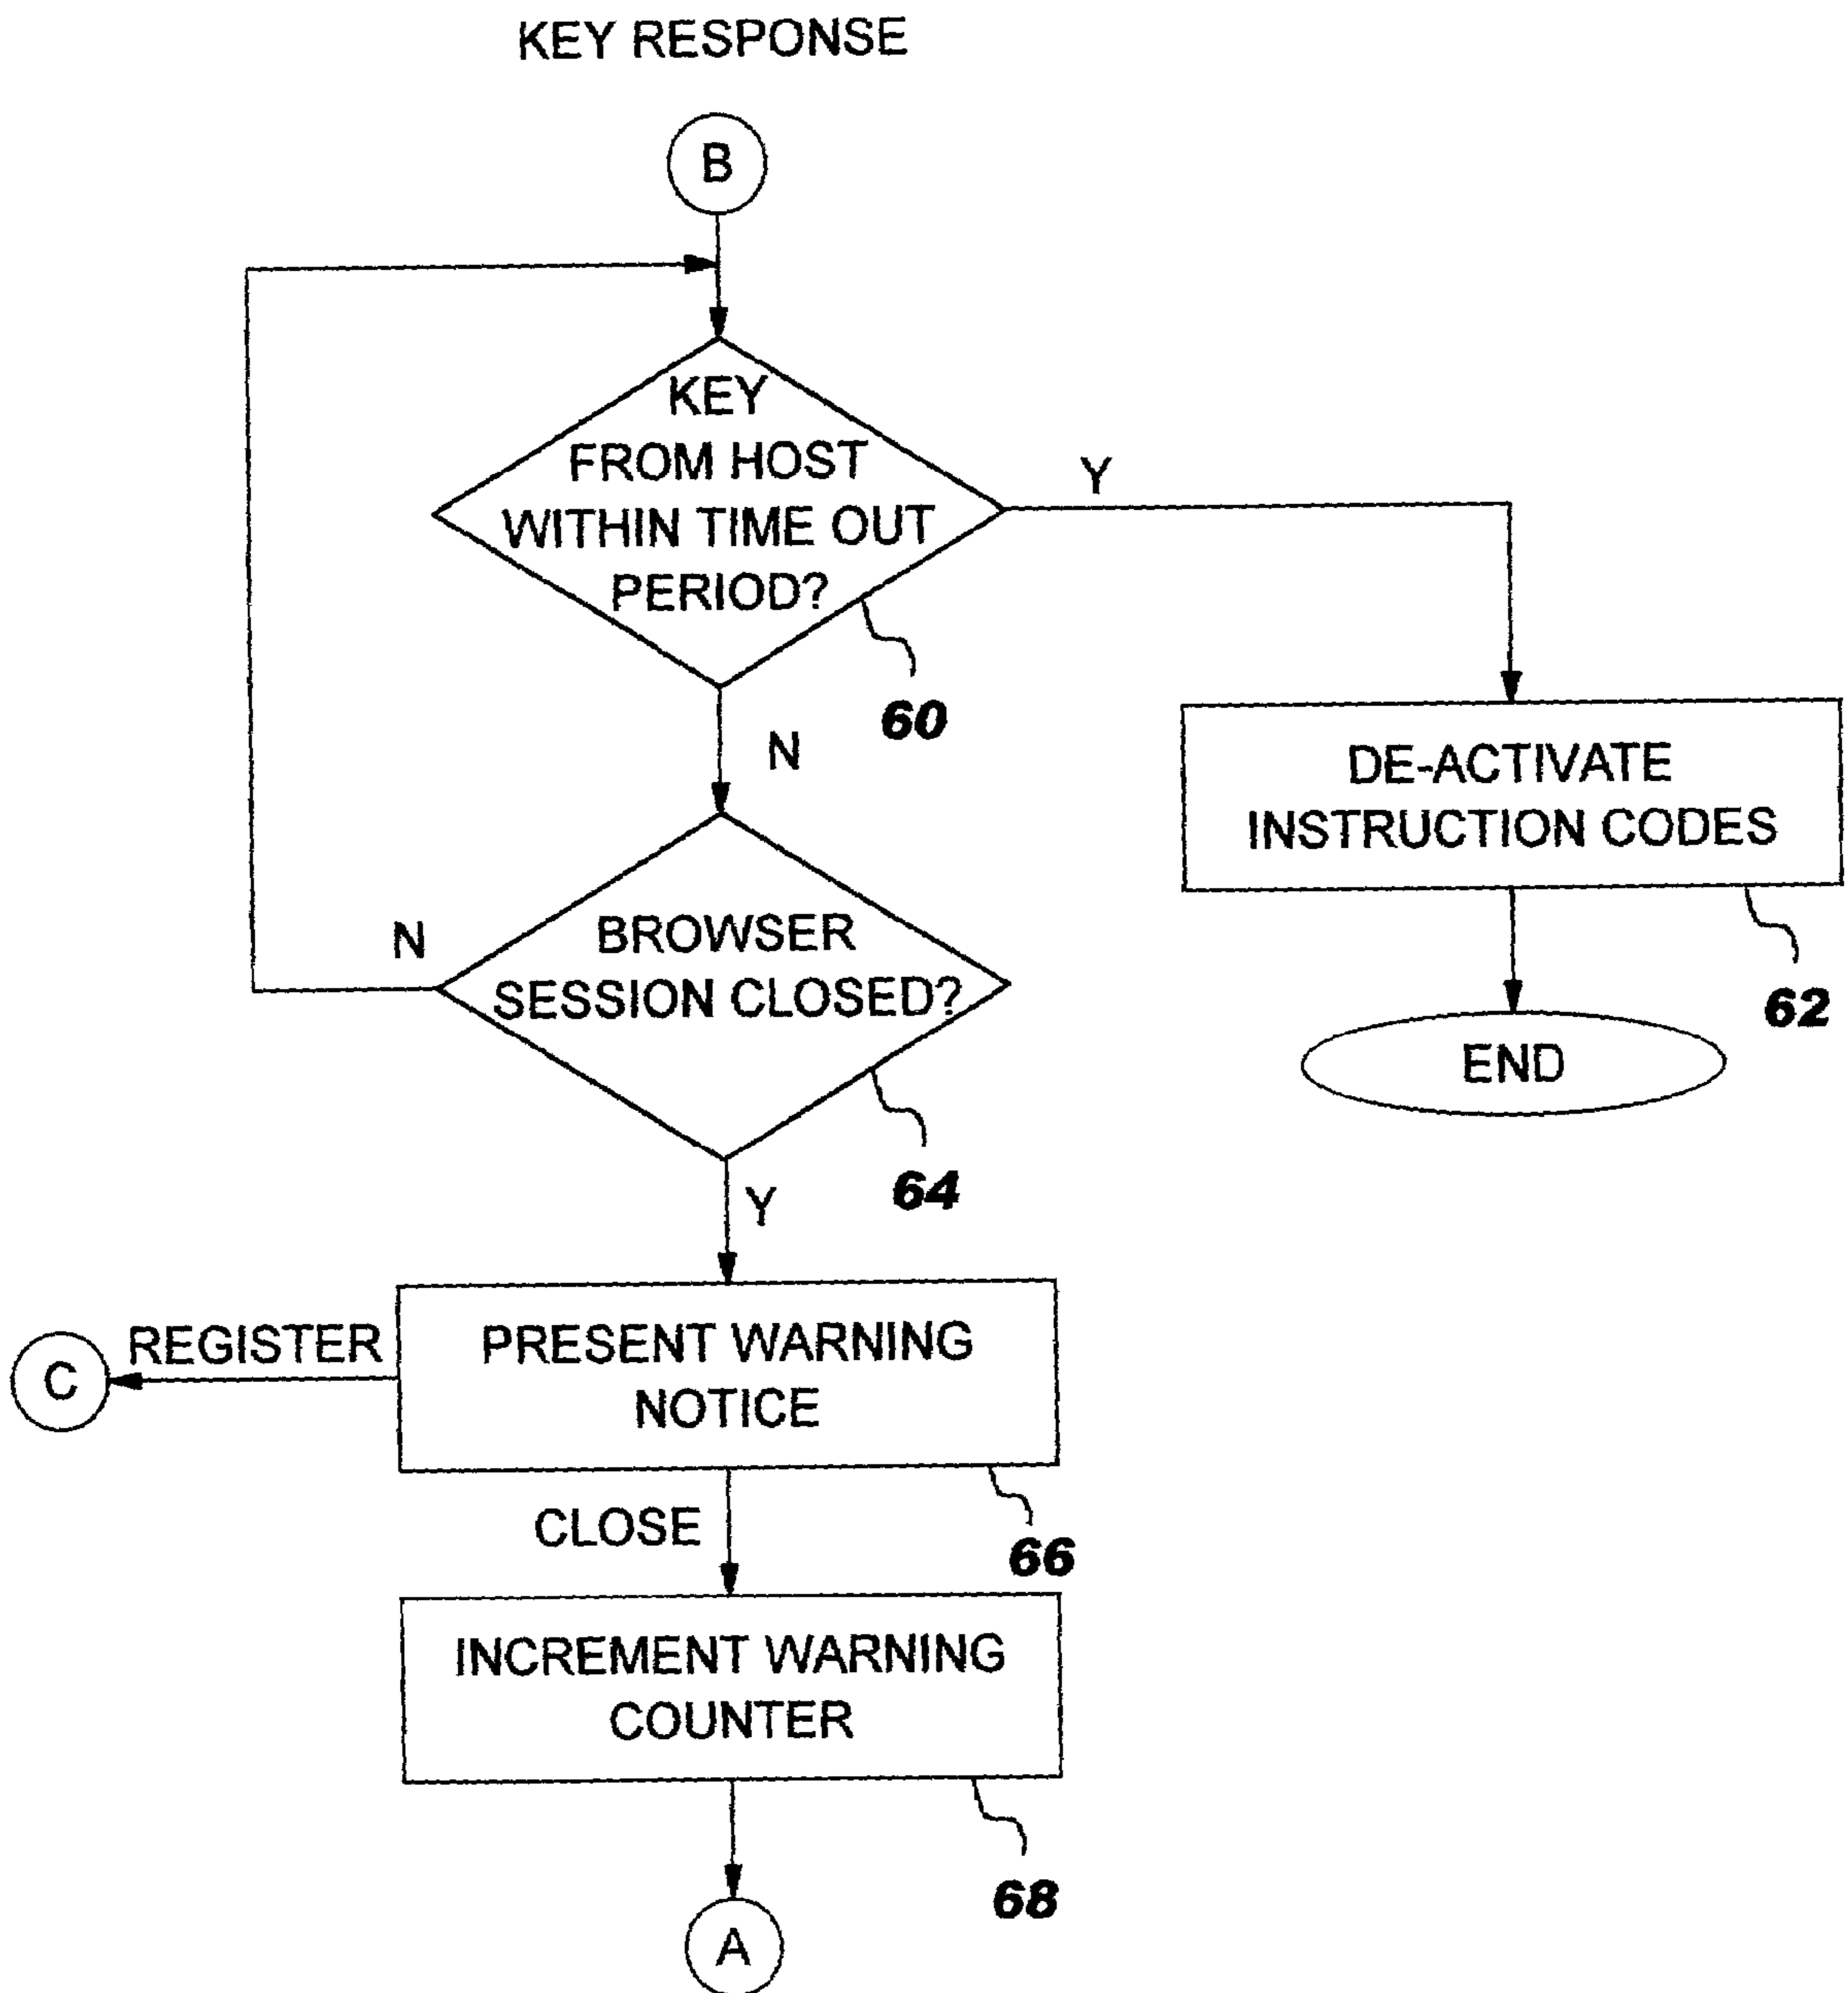 KEY RESPONSE
B
KEY
FROM HOST
WITHIN TIME OUT
PERIOD?
60
Y
N
DE-ACTIVATE
INSTRUCTION CODES
62
END
BROWSER
SESSION CLOSED?
64
N
Y
PRESENT WARNING
NOTICE
66
REGISTER
C
CLOSE
INCREMENT WARNING
COUNTER
68
A